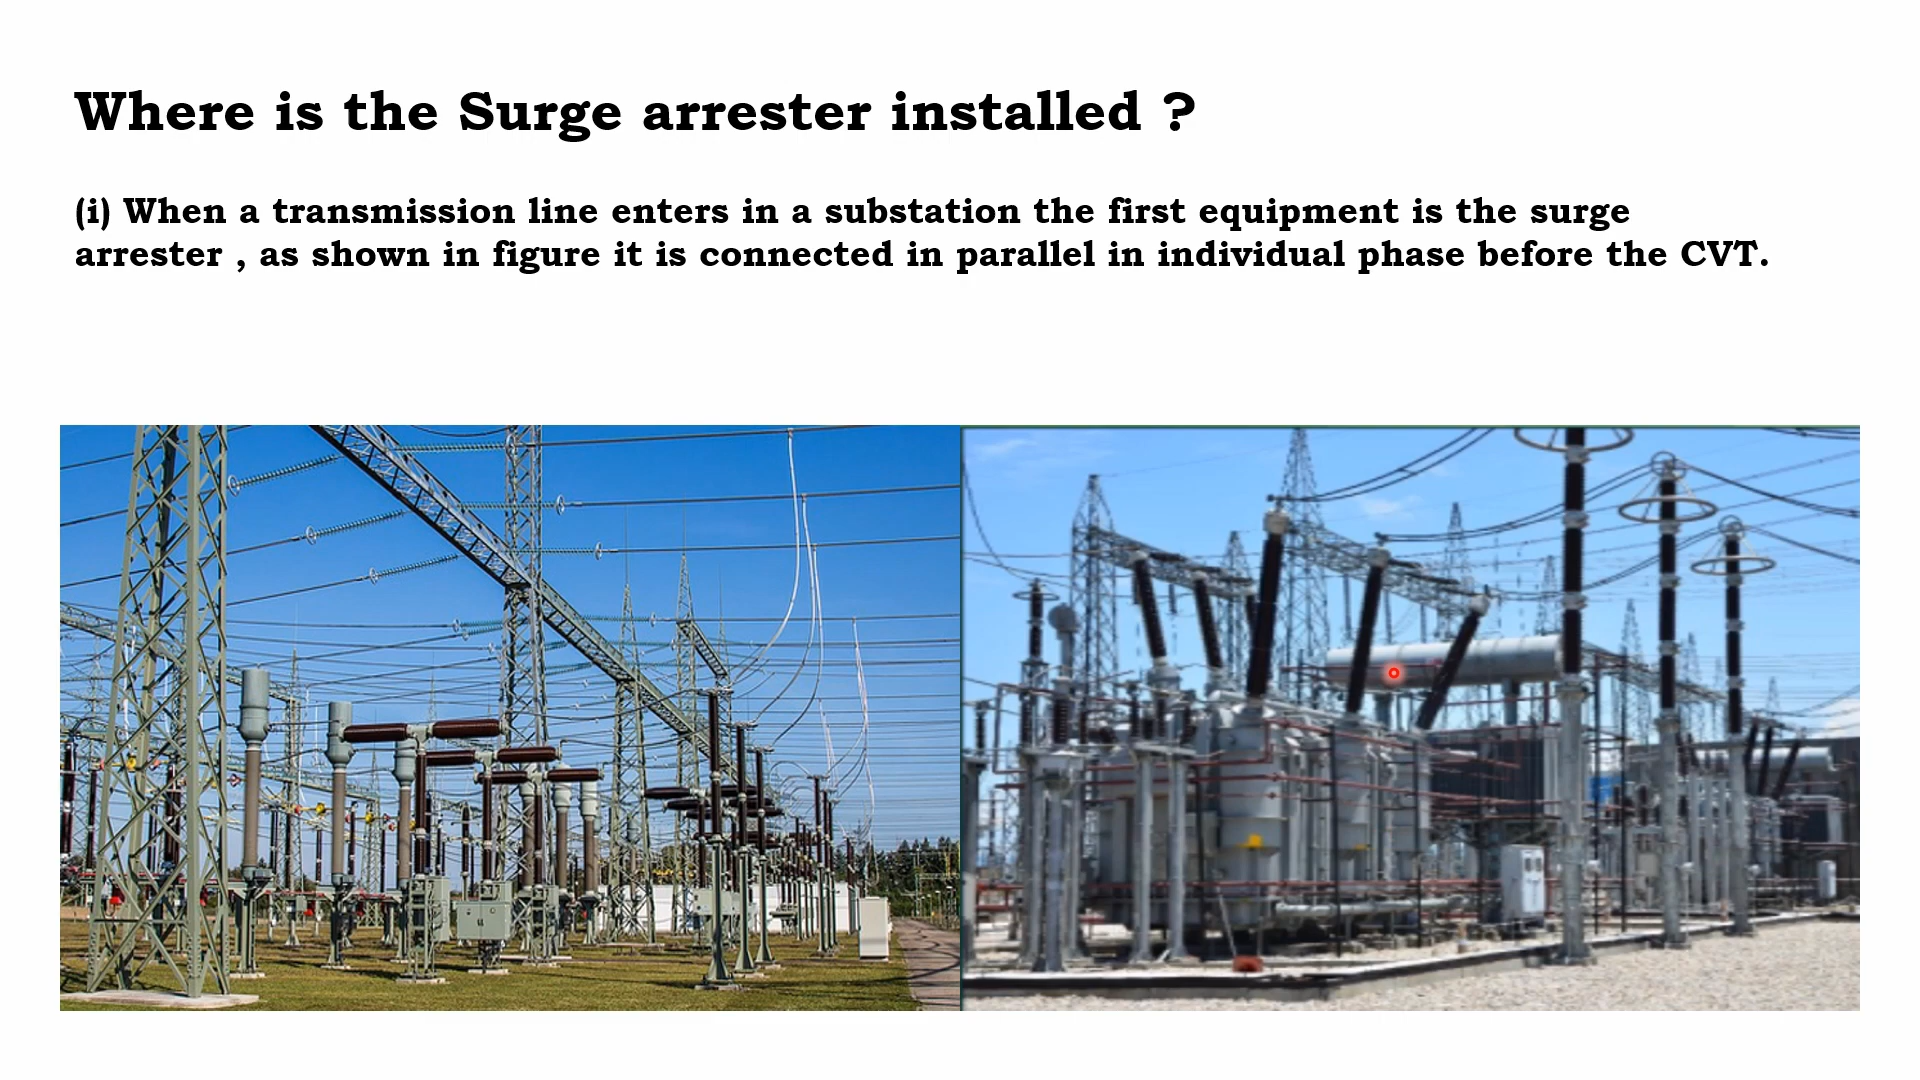 Where is the Surge arrester installed ?
(i) When a transmission line enters in a substation the first equipment is the surge
arrester , as shown in figure it is connected in parallel in individual phase before the CVT.